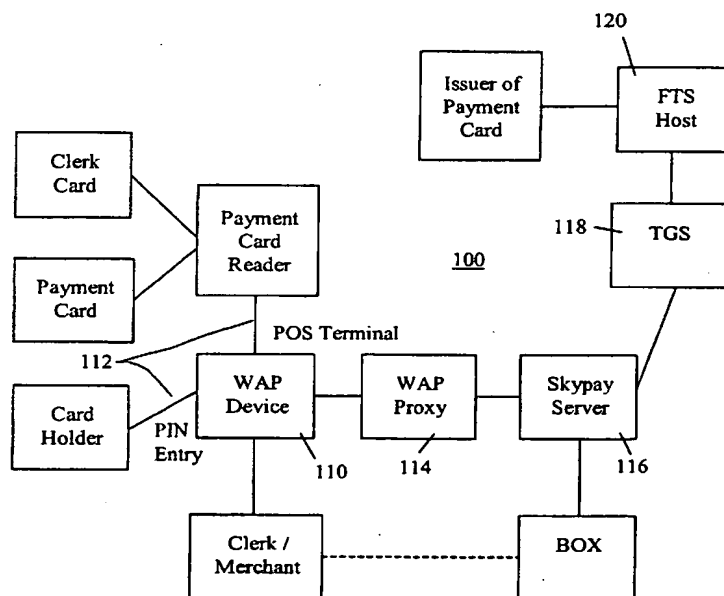 120
Issuer of
Payment
Card
FTS
Host
Clerk
Card
Payment
Card
Reader
118
TGS
100
Payment
Card
POS Terminal
112
WAP
Device
WAP
Proxy
Skypay
Server
Card
Holder
PIN
Entry
110
114
116
Clerk /
Merchant
BOX